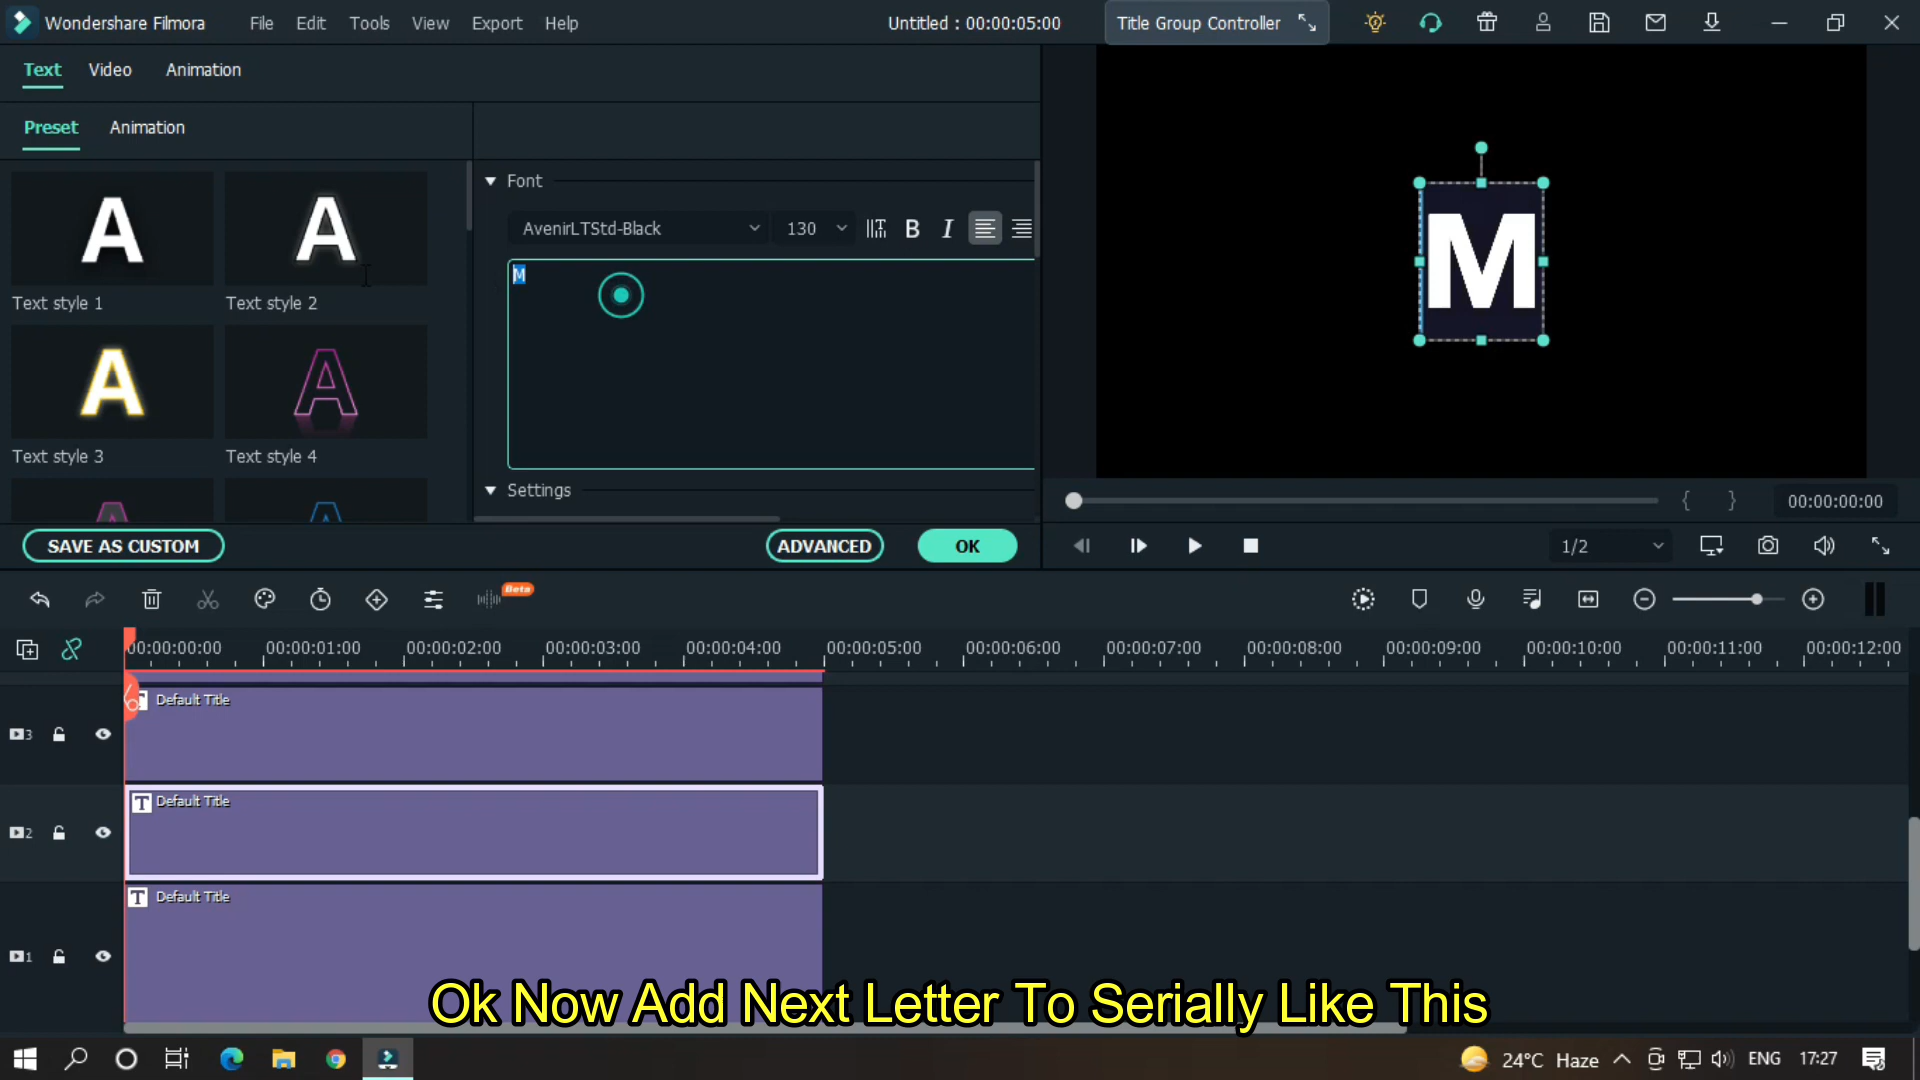 Wondershare Filmora File Edit Tools View Export Help Untitled : 00:00:05:00 Title Group Controller
Text Video Animation
Preset Animation
Font
AvenirLTStd-Black 130 B I
M
A A
Text style 1 Text style 2
A A
Text style 3 Text style 4
A A
Settings
M
{ } 00:00:00:00
SAVE AS CUSTOM ADVANCED OK
1/2
Beta
00:00:00:00 00:00:01:00 00:00:02:00 00:00:03:00 00:00:04:00 00:00:05:00 00:00:06:00 00:00:07:00 00:00:08:00 00:00:09:00 00:00:10:00 00:00:11:00 00:00:12:00
Default Title
3
T Default Title
2
T Default Title
1
Ok Now Add Next Letter To Serially Like This
24°C Haze ENG 17:27